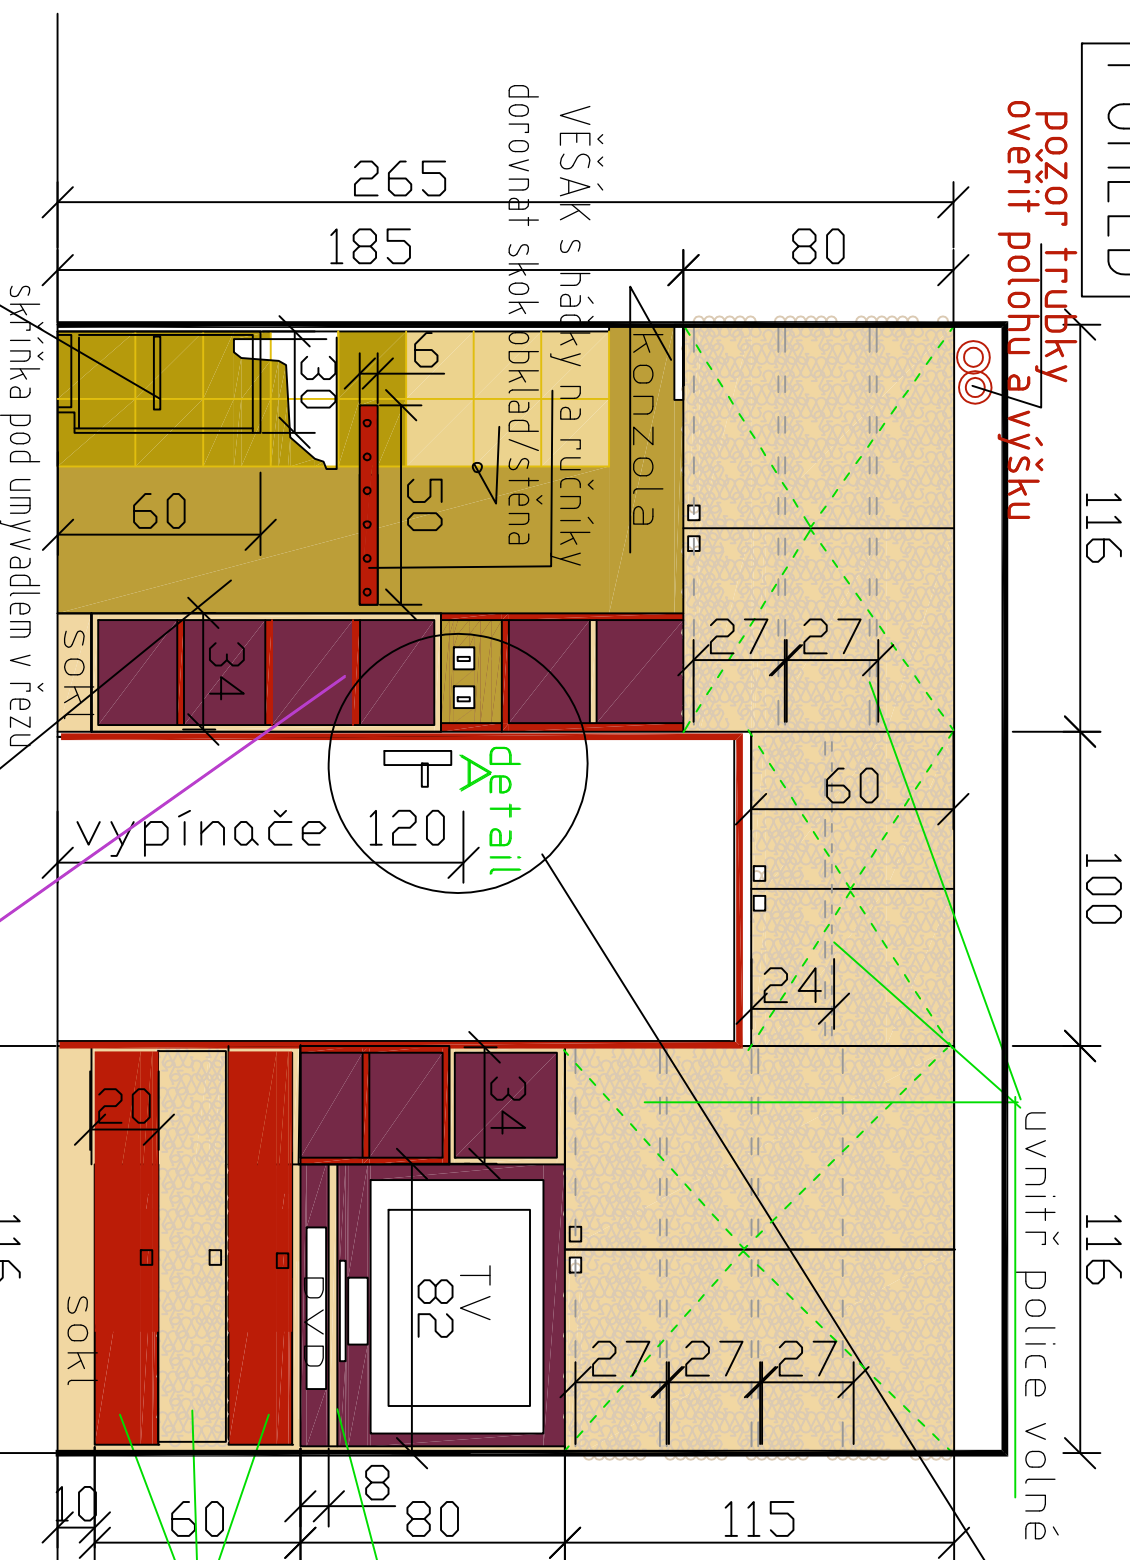 pozor trubky
ověřit polohu a výšku
265
185
80
VĚŠÁK s háčky na ručníky
dorovnat skok obklad/stěna
konzola
skříňka pod umyvadlem v řezu
30
6
50
60
116
27
27
sokl
34
detail
A
vypínače
120
60
24
100
20
34
sokl
TV
82
DVD
27
27
27
116
uvnitř police volné
116
10
60
8
80
115